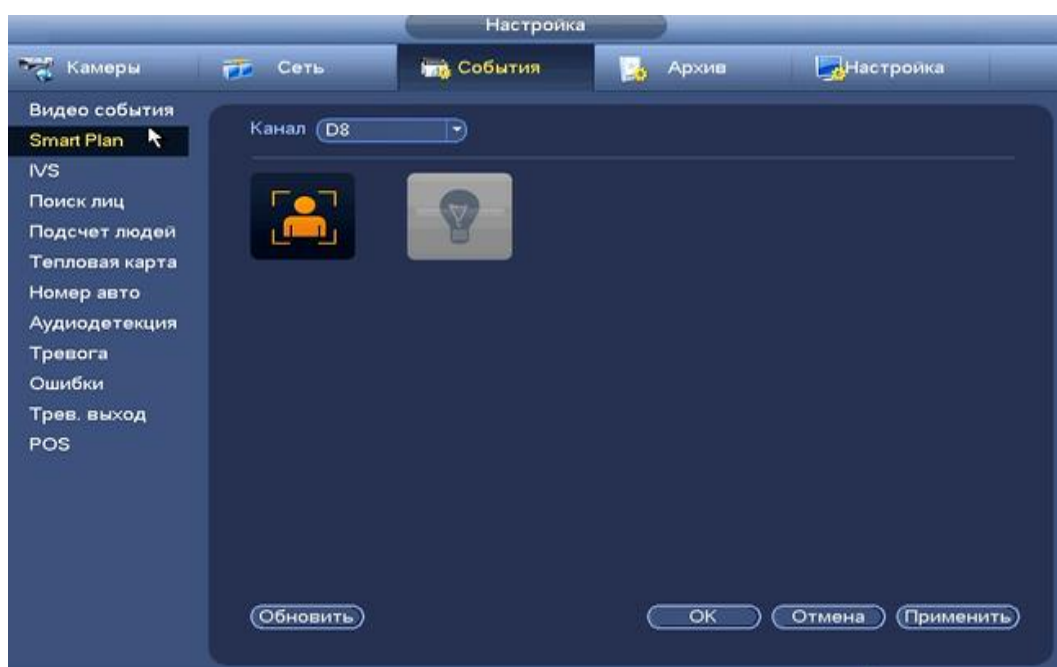 Настройка
Камеры Сеть События Архив Настройка
Видео события
Smart Plan
IVS
Поиск лиц
Подсчет людей
Тепловая карта
Номер авто
Аудиодетекция
Тревога
Ошибки
Трев. выход
POS
Канал D8
Обновить OK Отмена Применить